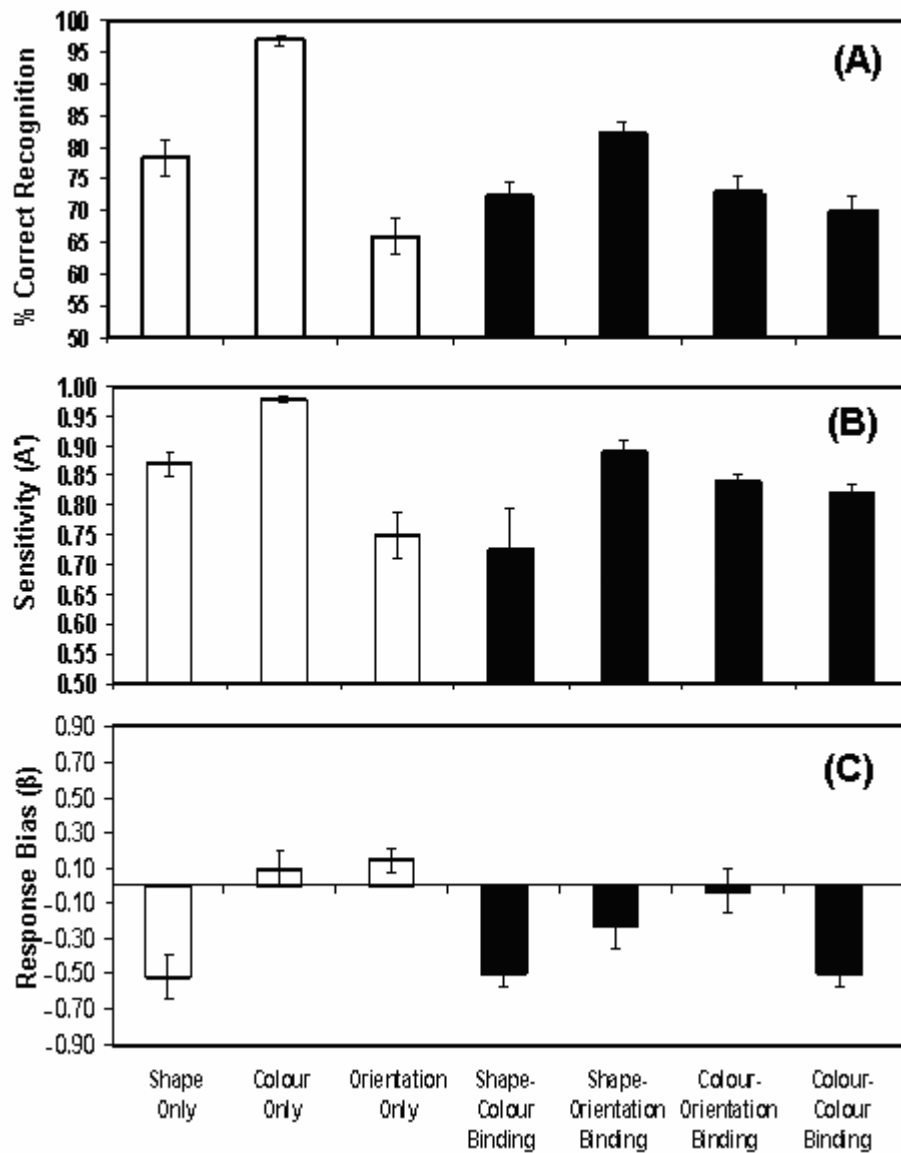 % Correct Recognition
100
95
90
85
80
75
70
65
60
55
50
(A)
Sensitivity (A')
1.00
0.95
0.90
0.85
0.80
0.75
0.70
0.65
0.60
0.55
0.50
(B)
Response Bias (β)
0.90
0.70
0.50
0.30
0.10
-0.10
-0.30
-0.50
-0.70
-0.90
(C)
Shape
Only
Colour
Only
Orientation
Only
Shape-
Colour
Binding
Shape-
Orientation
Binding
Colour-
Orientation
Binding
Colour-
Colour
Binding